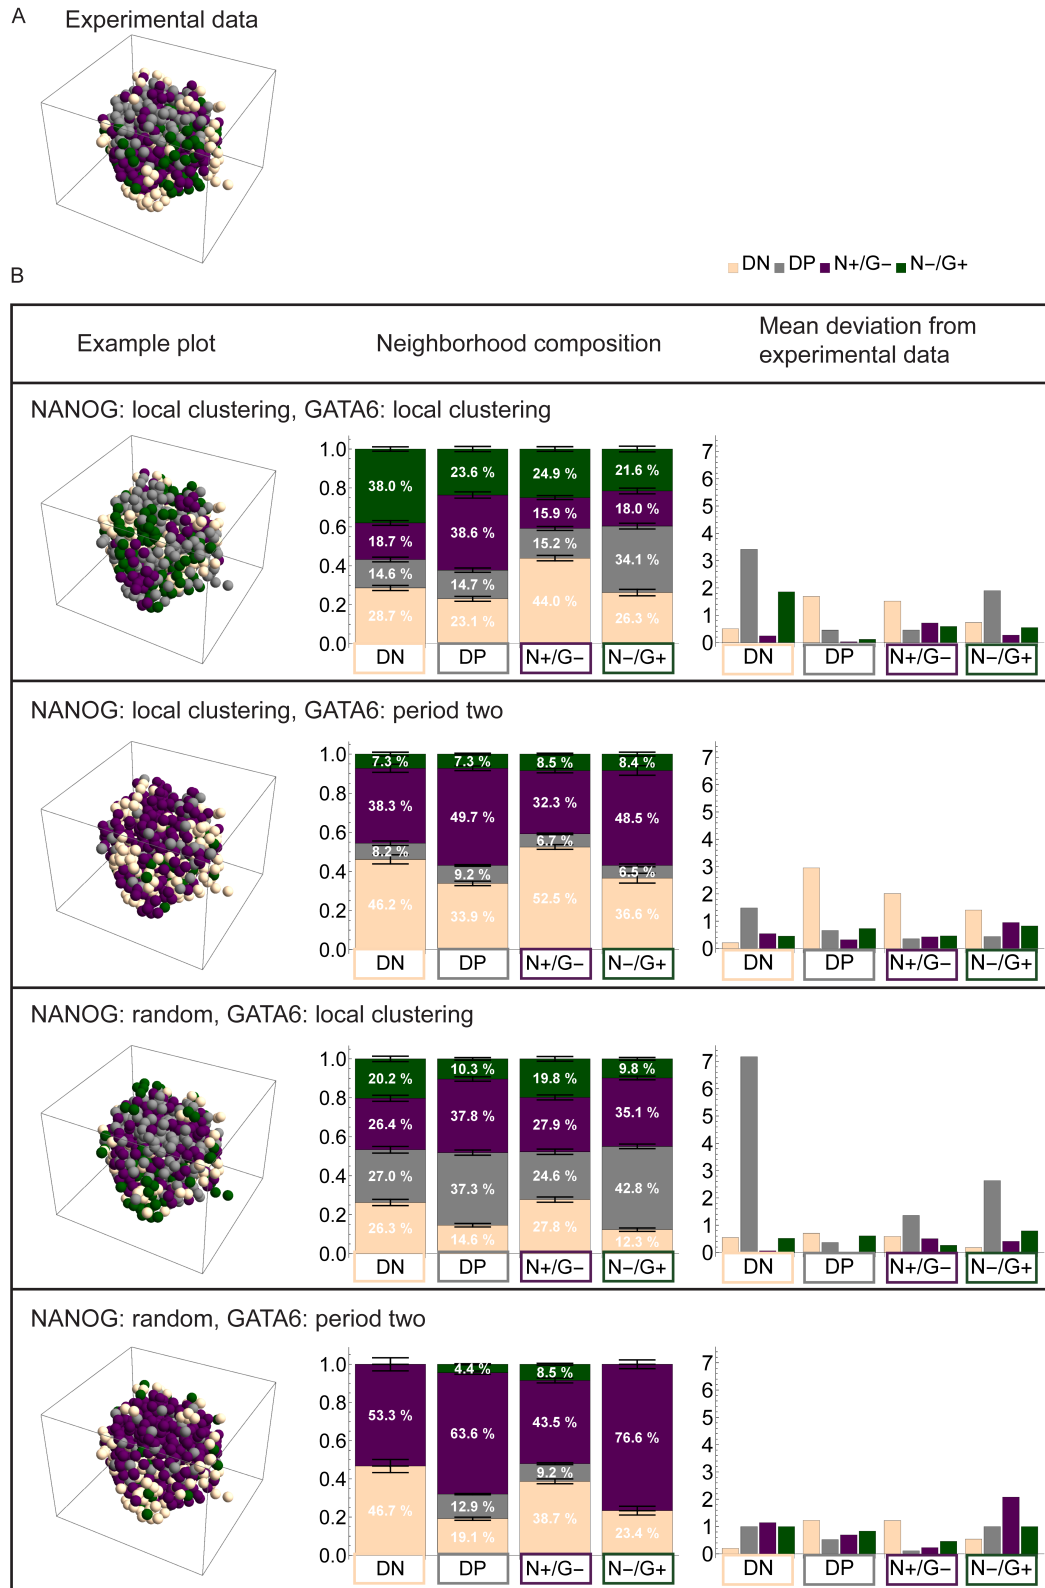 A
Experimental data
B
DN DP N+/G− N−/G+
Example plot
Neighborhood composition
Mean deviation from
experimental data
NANOG: local clustering, GATA6: local clustering
1.0
0.8
0.6
0.4
0.2
0.0
38.0 % 23.6 % 24.9 % 21.6 %
18.7 % 38.6 % 15.9 % 18.0 %
14.6 % 14.7 % 15.2 % 34.1 %
28.7 % 23.1 % 44.0 % 26.3 %
DN DP N+/G− N−/G+
7
6
5
4
3
2
1
0
DN DP N+/G− N−/G+
NANOG: local clustering, GATA6: period two
1.0
0.8
0.6
0.4
0.2
0.0
7.3 % 7.3 % 8.5 % 8.4 %
38.3 % 49.7 % 32.3 % 48.5 %
8.2 % 9.2 % 6.7 % 6.5 %
46.2 % 33.9 % 52.5 % 36.6 %
DN DP N+/G− N−/G+
7
6
5
4
3
2
1
0
DN DP N+/G− N−/G+
NANOG: random, GATA6: local clustering
1.0
0.8
0.6
0.4
0.2
0.0
20.2 % 10.3 % 19.8 % 9.8 %
26.4 % 37.8 % 27.9 % 35.1 %
27.0 % 37.3 % 24.6 % 42.8 %
26.3 % 14.6 % 27.8 % 12.3 %
DN DP N+/G− N−/G+
7
6
5
4
3
2
1
0
DN DP N+/G− N−/G+
NANOG: random, GATA6: period two
1.0
0.8
0.6
0.4
0.2
0.0
4.4 % 8.5 %
53.3 % 63.6 % 43.5 % 76.6 %
12.9 % 9.2 %
46.7 % 19.1 % 38.7 % 23.4 %
DN DP N+/G− N−/G+
7
6
5
4
3
2
1
0
DN DP N+/G− N−/G+